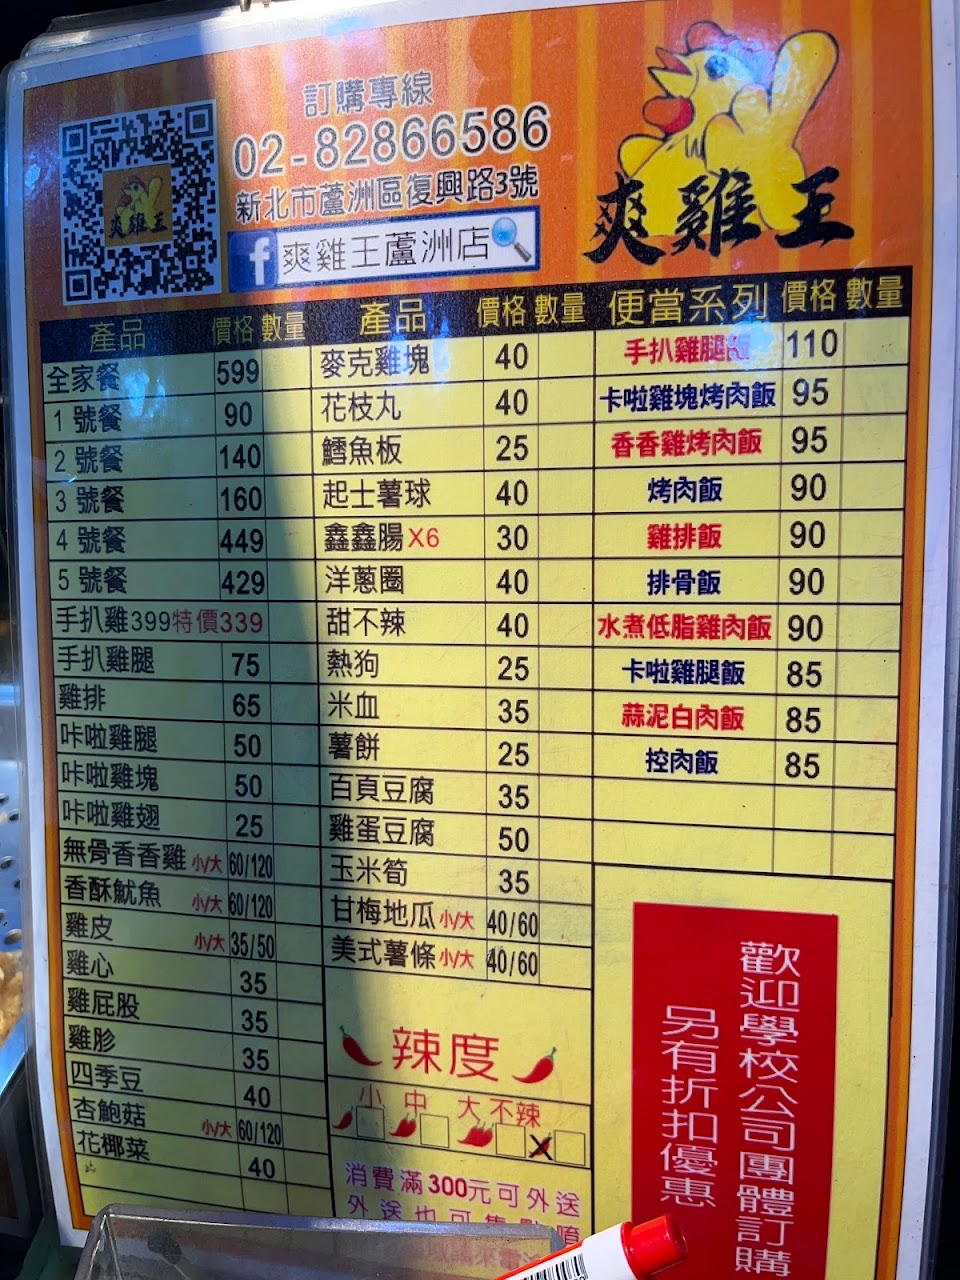 訂購專線
02-82866586
新北市蘆洲區復興路3號
f 爽雞王蘆洲店
爽雞王
爽雞王
產品 價格 數量
全家餐 599
1 號餐 90
2 號餐 140
3 號餐 160
4 號餐 449
5 號餐 429
手扒雞399特價339
手扒雞腿 75
雞排 65
咔啦雞腿 50
咔啦雞塊 50
咔啦雞翅 25
無骨香香雞 小/大 60/120
香酥魷魚 小/大 60/120
雞皮 小/大 35/50
雞心 35
雞屁股 35
雞胗 35
四季豆 40
杏鮑菇 小/大 60/120
花椰菜 40
產品 價格 數量
麥克雞塊 40
花枝丸 40
鱈魚板 25
起士薯球 40
鑫鑫腸X6 30
洋蔥圈 40
甜不辣 40
熱狗 25
米血 35
薯餅 25
百頁豆腐 35
雞蛋豆腐 50
玉米筍 35
甘梅地瓜 小/大 40/60
美式薯條 小/大 40/60
辣度
小 中 大 不辣
消費滿300元可外送
外送也可集點唷
便當系列 價格 數量
手扒雞腿飯 110
卡啦雞塊烤肉飯 95
香香雞烤肉飯 95
烤肉飯 90
雞排飯 90
排骨飯 90
水煮低脂雞肉飯 90
卡啦雞腿飯 85
蒜泥白肉飯 85
控肉飯 85
歡迎學校公司團體訂購
另有折扣優惠